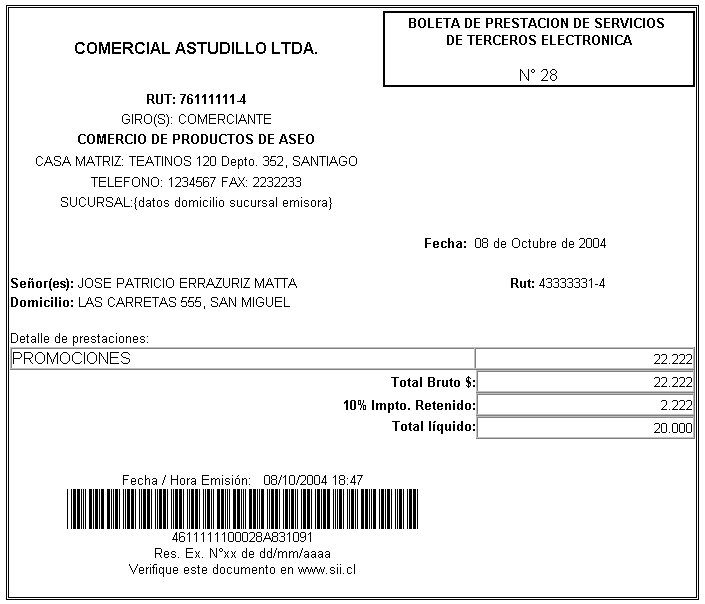 BOLETA DE PRESTACION DE SERVICIOS
DE TERCEROS ELECTRONICA
N° 28
COMERCIAL ASTUDILLO LTDA.
RUT: 76111111-4
GIRO(S): COMERCIANTE
COMERCIO DE PRODUCTOS DE ASEO
CASA MATRIZ: TEATINOS 120 Depto. 352, SANTIAGO
TELEFONO: 1234567 FAX: 2232233
SUCURSAL:{datos domicilio sucursal emisora}
Fecha: 08 de Octubre de 2004
Señor(es): JOSE PATRICIO ERRAZURIZ MATTA Rut: 43333331-4
Domicilio: LAS CARRETAS 555, SAN MIGUEL
Detalle de prestaciones:
PROMOCIONES 22.222
Total Bruto $: 22.222
10% Impto. Retenido: 2.222
Total líquido: 20.000
Fecha / Hora Emisión: 08/10/2004 18:47
4611111100028A831091
Res. Ex. N°xx de dd/mm/aaaa
Verifique este documento en www.sii.cl